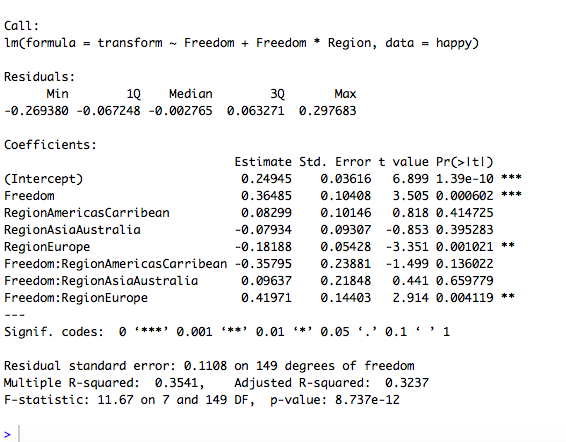 Call:
lm(formula = transform ~ Freedom + Freedom * Region, data = happy)
Residuals:
Min 1Q Median 3Q Max
-0.269380 -0.067248 -0.002765 0.063271 0.297683
Coefficients:
Estimate Std. Error t value Pr(>|t|)
(Intercept) 0.24945 0.03616 6.899 1.39e-10 ***
Freedom 0.36485 0.10408 3.505 0.000602 ***
RegionAmericasCarribean 0.08299 0.10146 0.818 0.414725
RegionAsiaAustralia -0.07934 0.09307 -0.853 0.395283
RegionEurope -0.18188 0.05428 -3.351 0.001021 **
Freedom:RegionAmericasCarribean -0.35795 0.23881 -1.499 0.136022
Freedom:RegionAsiaAustralia 0.09637 0.21848 0.441 0.659779
Freedom:RegionEurope 0.41971 0.14403 2.914 0.004119 **
---
Signif. codes: 0 ‘***’ 0.001 ‘**’ 0.01 ‘*’ 0.05 ‘.’ 0.1 ‘ ’ 1
Residual standard error: 0.1108 on 149 degrees of freedom
Multiple R-squared: 0.3541, Adjusted R-squared: 0.3237
F-statistic: 11.67 on 7 and 149 DF, p-value: 8.737e-12
>